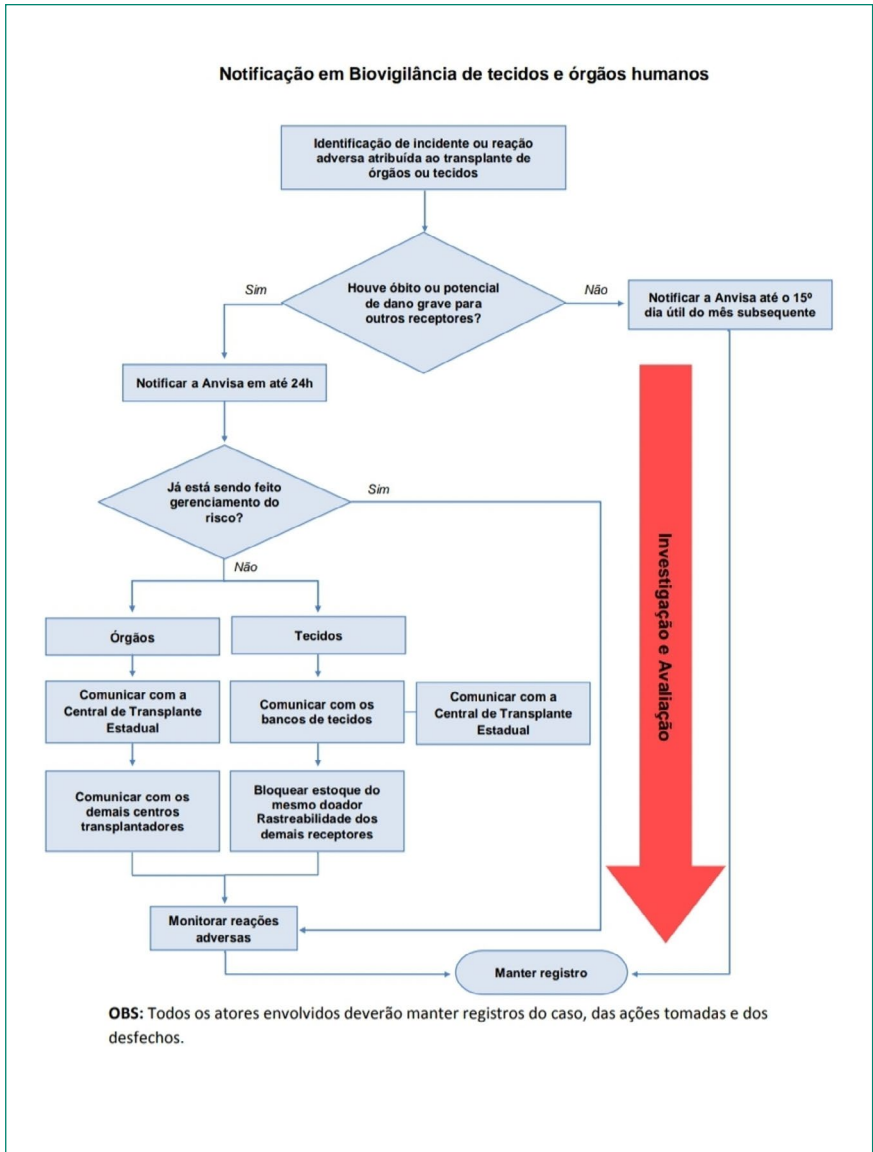 Notificação em Biovigilância de tecidos e órgãos humanos
Identificação de incidente ou reação
adversa atribuída ao transplante de
órgãos ou tecidos
Houve óbito ou potencial
de dano grave para
outros receptores?
Sim
Não
Notificar a Anvisa até o 15º
dia útil do mês subsequente
Notificar a Anvisa em até 24h
Já está sendo feito
gerenciamento do
risco?
Sim
Não
Órgãos
Tecidos
Comunicar com a
Central de Transplante
Estadual
Comunicar com os
bancos de tecidos
Comunicar com a
Central de Transplante
Estadual
Comunicar com os
demais centros
transplantadores
Bloquear estoque do
mesmo doador
Rastreabilidade dos
demais receptores
Investigação e Avaliação
Monitorar reações
adversas
Manter registro
OBS: Todos os atores envolvidos deverão manter registros do caso, das ações tomadas e dos
desfechos.